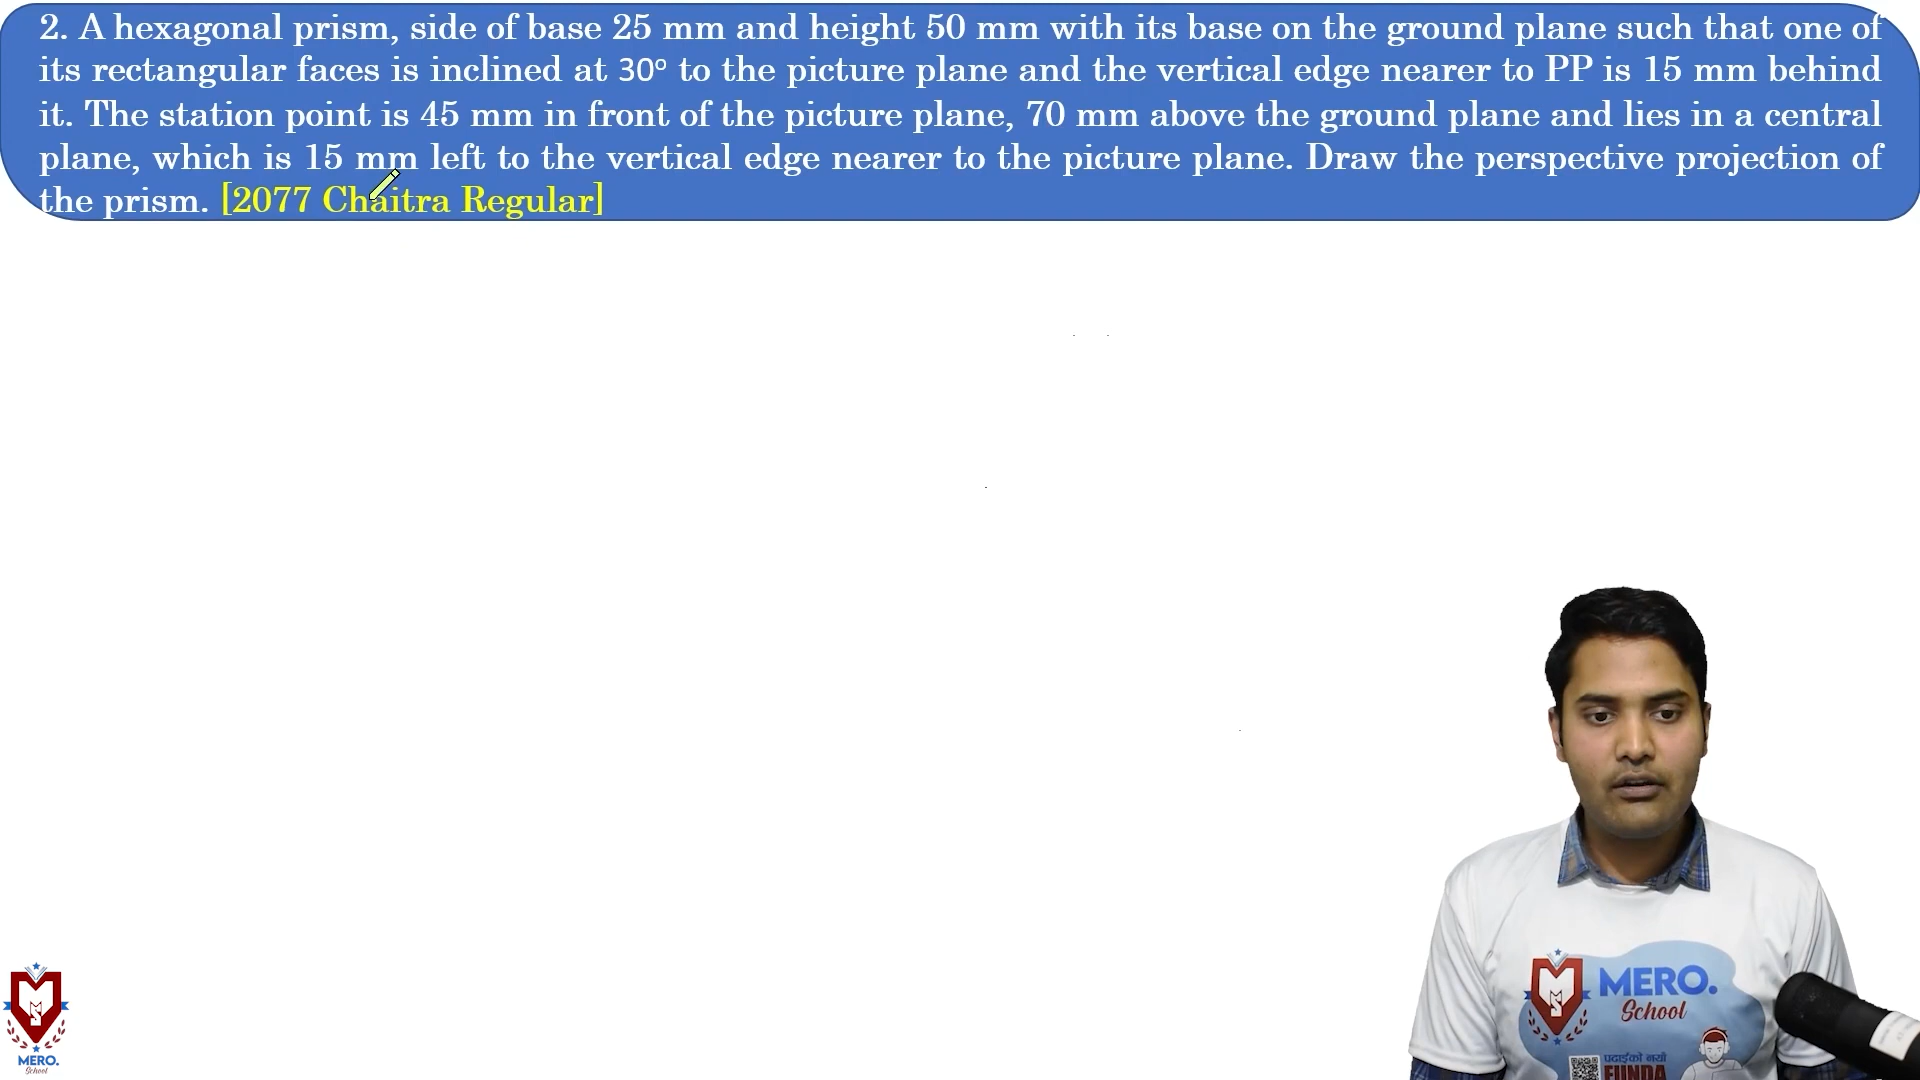 2. A hexagonal prism, side of base 25 mm and height 50 mm with its base on the ground plane such that one of
its rectangular faces is inclined at 30º to the picture plane and the vertical edge nearer to PP is 15 mm behind
it. The station point is 45 mm in front of the picture plane, 70 mm above the ground plane and lies in a central
plane, which is 15 mm left to the vertical edge nearer to the picture plane. Draw the perspective projection of
the prism. [2077 Chaitra Regular]
MERO.
School
पढाईको नयाँ
FUNDA
MERO.
School